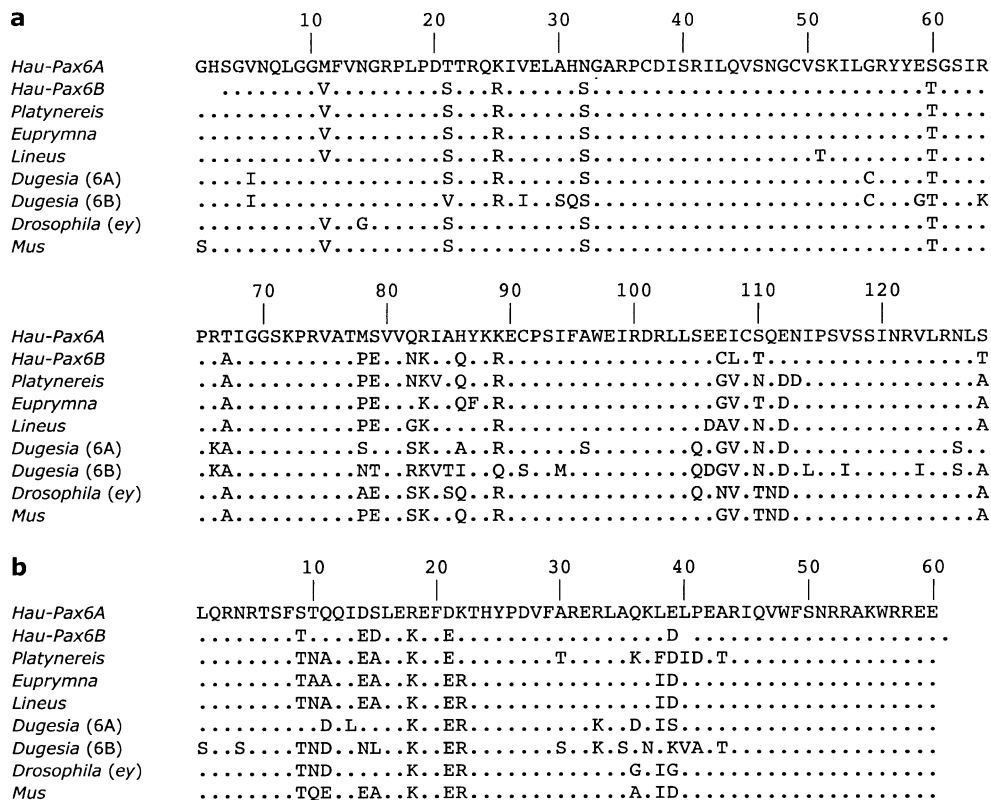 a
10 20 30 40 50 60
Hau-Pax6A GHSGVNQLGGMFVNGRPLPDTTRQKIVELAHNGARPCDISRILQVSNGCVSKILGRYYESGSIR
Hau-Pax6B ........V.........S...R......S...........................T....
Platynereis ..........V.........S...R......S...........................T....
Euprymna ..........V.........S...R......S...........................T....
Lineus ..........V.........S...R......S..................T........T....
Dugesia (6A) ....I...............S...R......S......................C....T....
Dugesia (6B) ....I...............V...R.I..SQS......................C...GT...K
Drosophila (ey) ..........V..G......S..........S...........................T....
Mus S.........V.........S..........S...........................T....
70 80 90 100 110 120
Hau-Pax6A PRTIGGSKPRVATMSVVQRIAHYKKECPSIFAWEIRDRLLSEEICSQENIPSVSSINRVLRNLS
Hau-Pax6B ..A..........PE..NK..Q..R.................CL.T.................T
Platynereis ..A..........PE..NKV.Q..R.................GV.N.DD..............A
Euprymna ..A..........PE...K..QF.R.................GV.T.D...............A
Lineus ..A..........PE..GK.....R................DAV.N.D...............A
Dugesia (6A) .KA..........S...SK..A..R......S........Q.GV.N.D.............S..
Dugesia (6B) .KA..........NT..RKVTI..Q.S..M..........QDGV.N.D.L..I.....I..S.A
Drosophila (ey) ..A..........AE..SK.SQ..R...............Q.NV.TND...............A
Mus ..A..........PE..SK..Q..R.................GV.TND...............A
b
10 20 30 40 50 60
Hau-Pax6A LQRNRTSFSTQQIDSLEREFDKTHYPDVFARERLAQKLELPEARIQVWFSNRRAKWRREE
Hau-Pax6B ........T....ED..K..E.................D .....................
Platynereis ........TNA..EA..K..E........T.....K.FDID.T.................
Euprymna ........TAA..EA..K..ER...............ID.....................
Lineus ........TNA..EA..K..ER...............ID.....................
Dugesia (6A) ..........D.L....K..ER..........K..D.IS.....................
Dugesia (6B) S..S....TND..NL..K..ER.......S..K.S.N.KVA.T.................
Drosophila (ey) ........TND......K..ER.............G.IG.....................
Mus ........TQE..EA..K..ER.............A.ID.....................